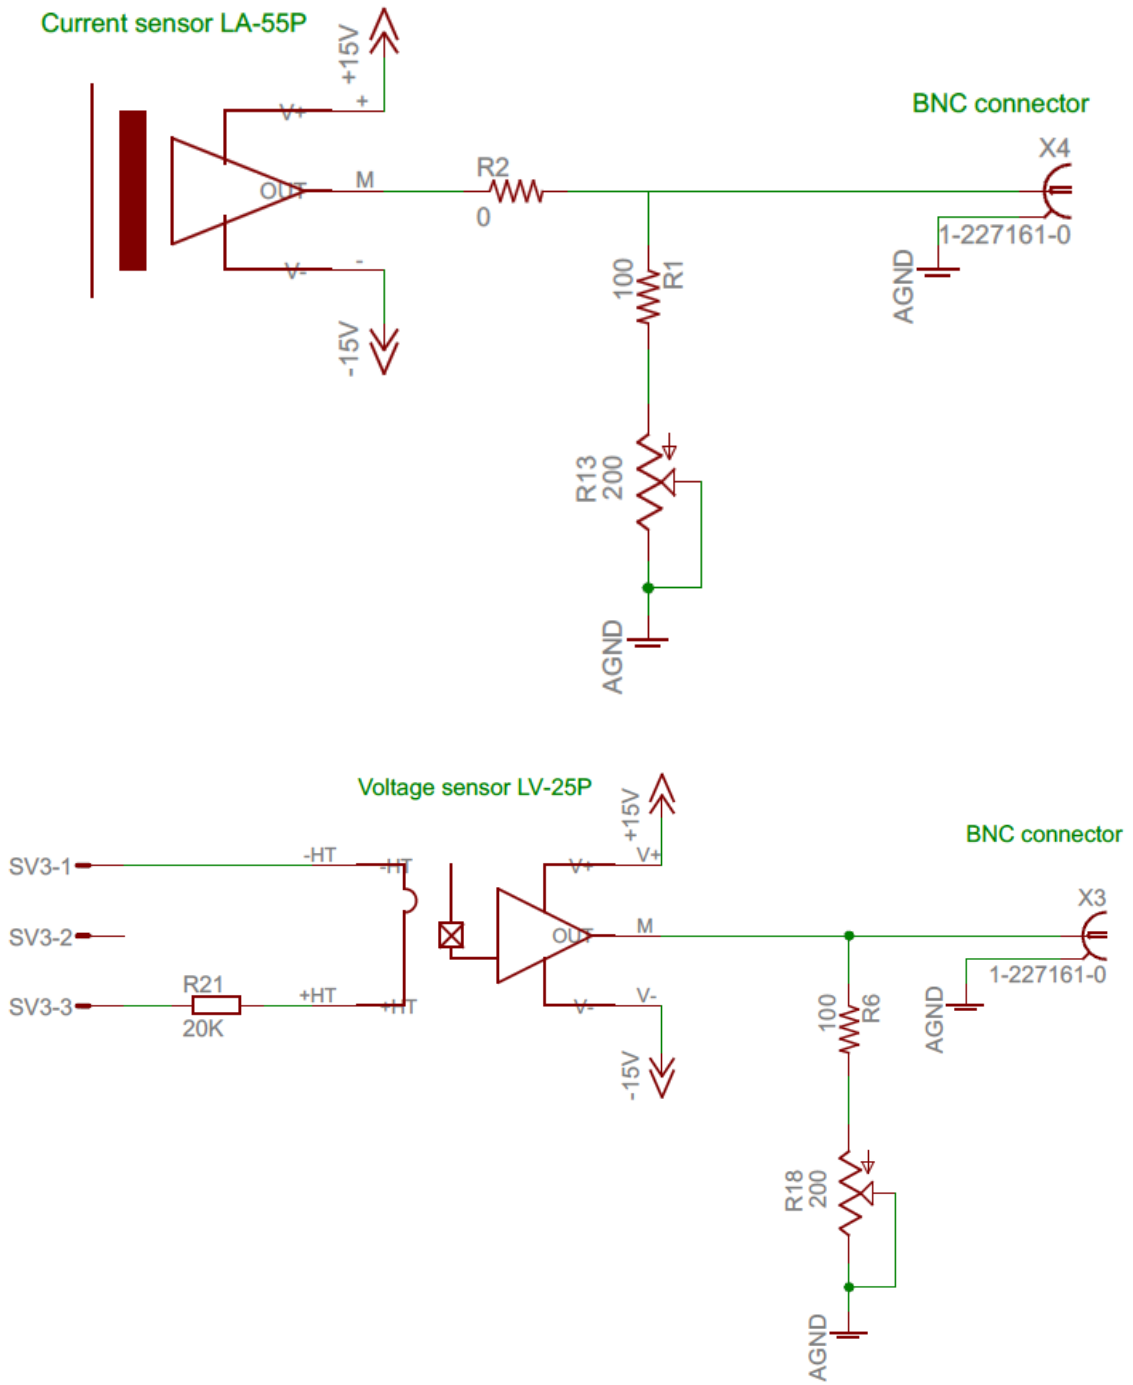 Current sensor LA-55P
+15V
V+
+
BNC connector
X4
OUT
M
R2
0
1-227161-0
AGND
V-
-
-15V
100
R1
R13
200
AGND
Voltage sensor LV-25P
+15V
BNC connector
SV3-1
-HT
-HT
V+
V+
X3
SV3-2
OUT
M
1-227161-0
SV3-3
R21
20K
+HT
+HT
V-
V-
-15V
100
R6
AGND
R18
200
AGND